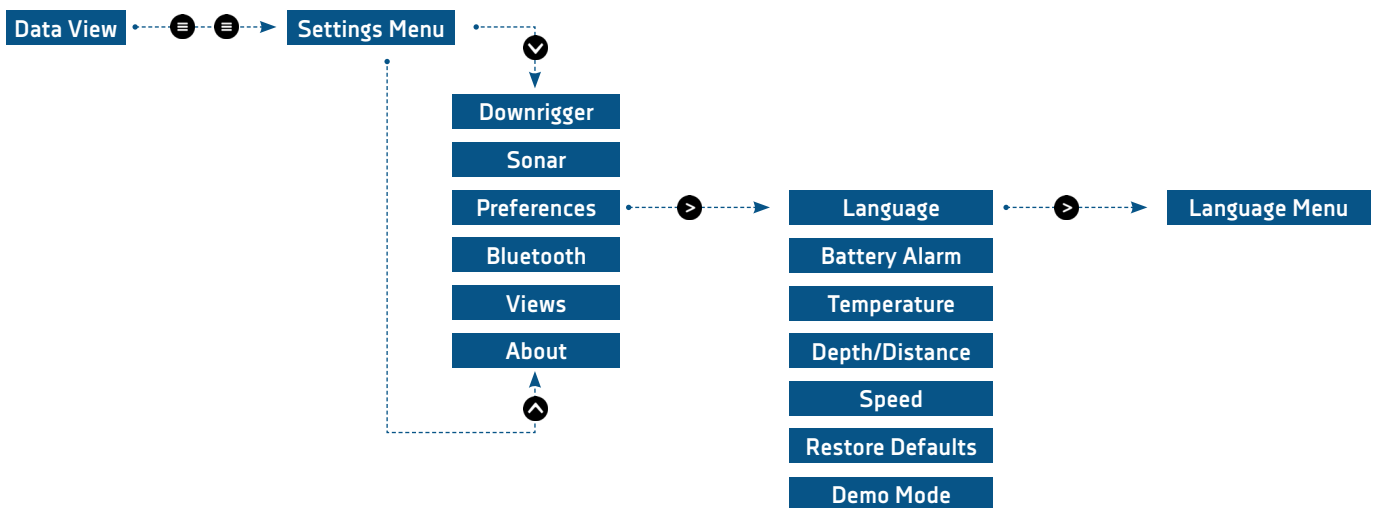 Data View
Settings Menu
Downrigger
Sonar
Preferences
Bluetooth
Views
About
Language
Battery Alarm
Temperature
Depth/Distance
Speed
Restore Defaults
Demo Mode
Language Menu